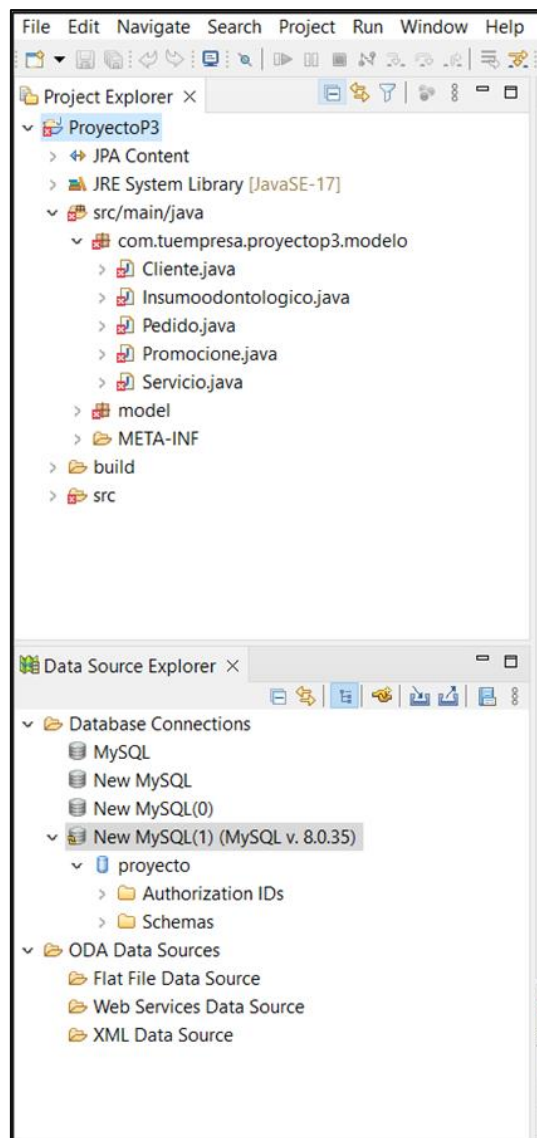 File Edit Navigate Search Project Run Window Help
Project Explorer
ProyectoP3
JPA Content
JRE System Library [JavaSE-17]
src/main/java
com.tuempresa.proyectop3.modelo
Cliente.java
Insumoodontologico.java
Pedido.java
Promocione.java
Servicio.java
model
META-INF
build
src
Data Source Explorer
Database Connections
MySQL
New MySQL
New MySQL(0)
New MySQL(1) (MySQL v. 8.0.35)
proyecto
Authorization IDs
Schemas
ODA Data Sources
Flat File Data Source
Web Services Data Source
XML Data Source